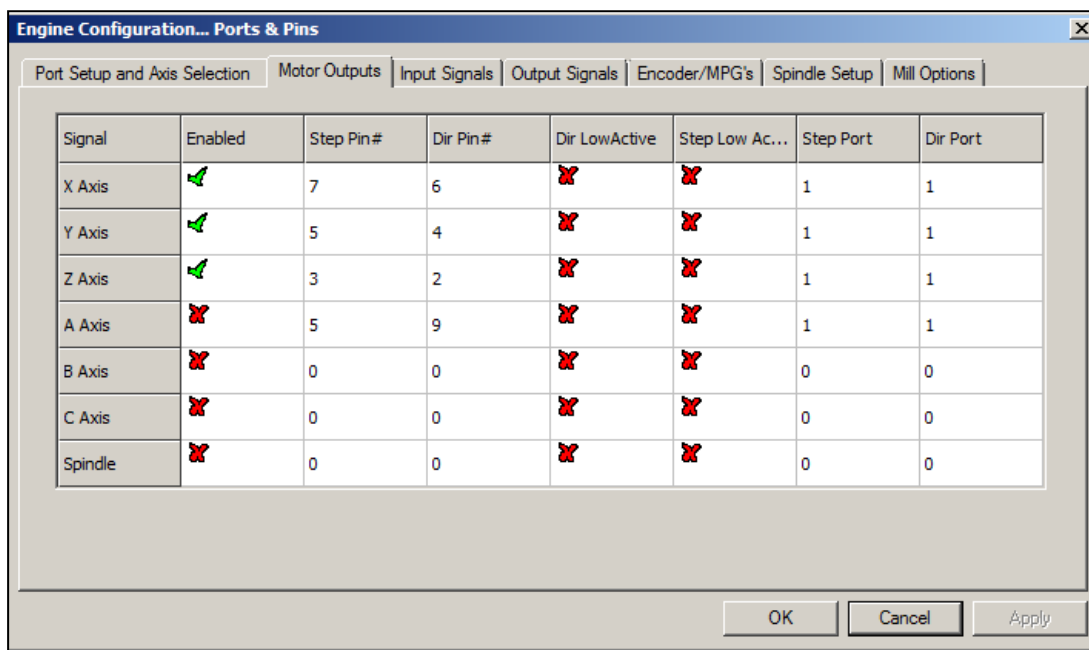 Engine Configuration... Ports & Pins
Port Setup and Axis Selection Motor Outputs Input Signals Output Signals Encoder/MPG's Spindle Setup Mill Options
Signal Enabled Step Pin# Dir Pin# Dir LowActive Step Low Ac... Step Port Dir Port
X Axis 7 6 1 1
Y Axis 5 4 1 1
Z Axis 3 2 1 1
A Axis 5 9 1 1
B Axis 0 0 0 0
C Axis 0 0 0 0
Spindle 0 0 0 0
OK Cancel Apply